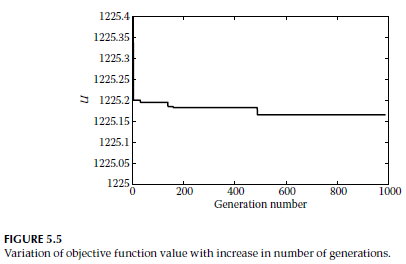 1225.4
1225.35
1225.3
1225.25
1225.2
1225.15
1225.1
1225.05
1225
U
0 200 400 600 800 1000
Generation number
FIGURE 5.5
Variation of objective function value with increase in number of generations.